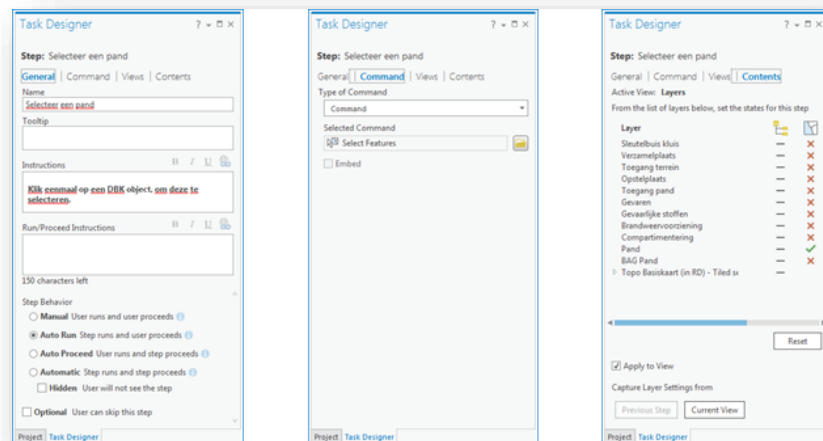 Task Designer
Step: Selecteer een pand
General | Command | Views | Contents
Name
Selecteer een pand
Tooltip
Instructions B I U
Klik eenmaal op een DBK object, om deze te
selecteren.
Run/Proceed Instructions B I U
150 characters left
Step Behavior
Manual User runs and user proceeds
Auto Run Step runs and user proceeds
Auto Proceed User runs and step proceeds
Automatic Step runs and step proceeds
Hidden User will not see the step
Optional User can skip this step
Project Task Designer
Task Designer
Step: Selecteer een pand
General | Command | Views | Contents
Type of Command
Command
Selected Command
Select Features
Embed
Project Task Designer
Task Designer
Step: Selecteer een pand
General | Command | Views | Contents
Active View: Layers
From the list of layers below, set the states for this step
Layer
Sleutelbuis kluis
Verzamelplaats
Toegang terrein
Opstelplaats
Toegang pand
Gevaren
Gevaarlijke stoffen
Brandweervoorziening
Compartimentering
Pand
BAG Pand
Topo Basiskaart (in RD) - Tiled se
Reset
Apply to View
Capture Layer Settings from
Previous Step Current View
Project Task Designer